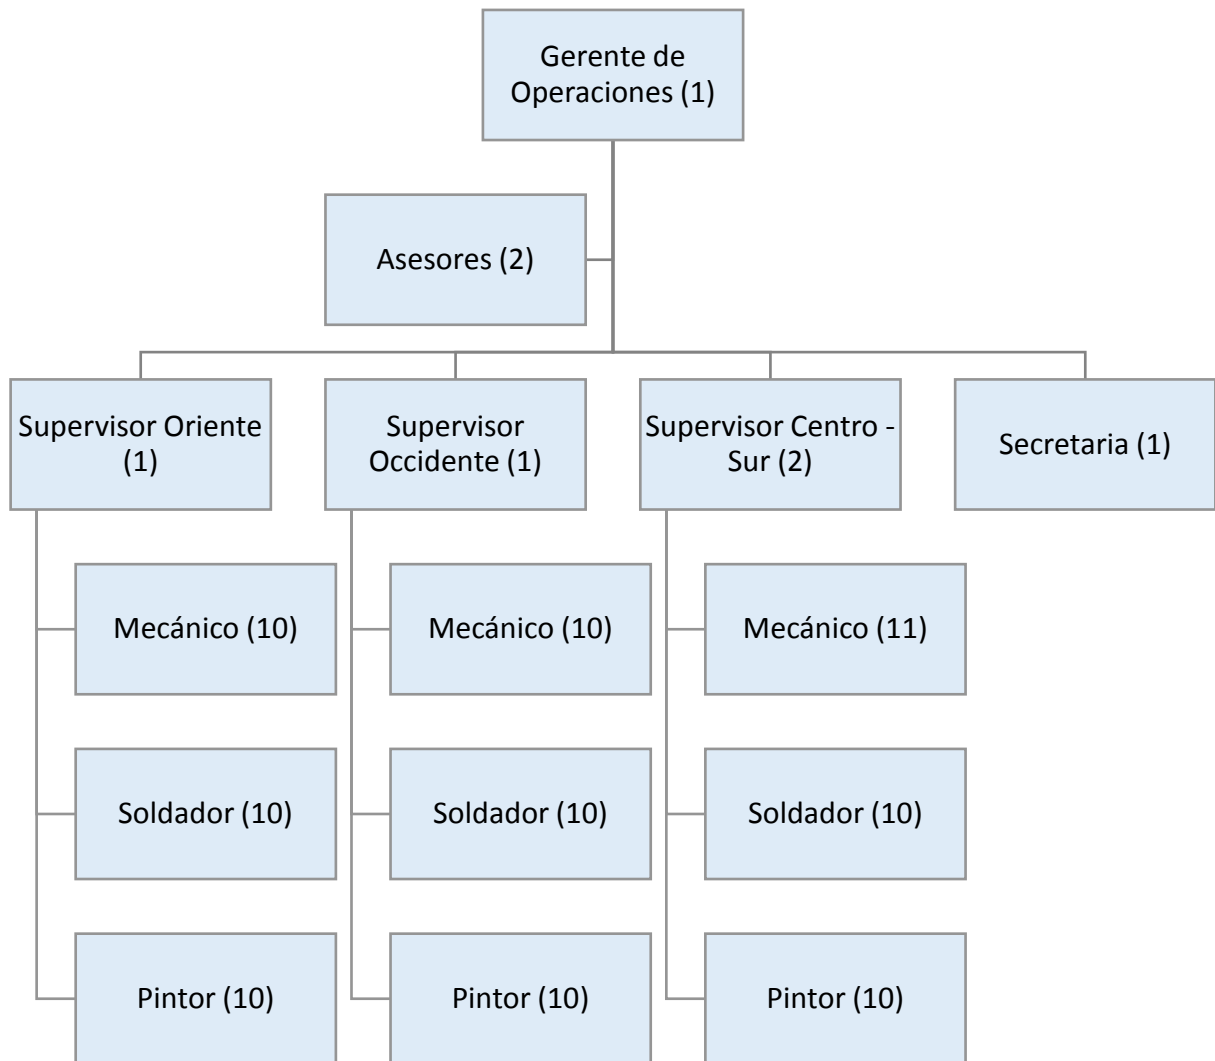 Gerente de
Operaciones (1)
Asesores (2)
Supervisor Oriente
(1)
Supervisor
Occidente (1)
Supervisor Centro -
Sur (2)
Secretaria (1)
Mecánico (10)
Mecánico (10)
Mecánico (11)
Soldador (10)
Soldador (10)
Soldador (10)
Pintor (10)
Pintor (10)
Pintor (10)